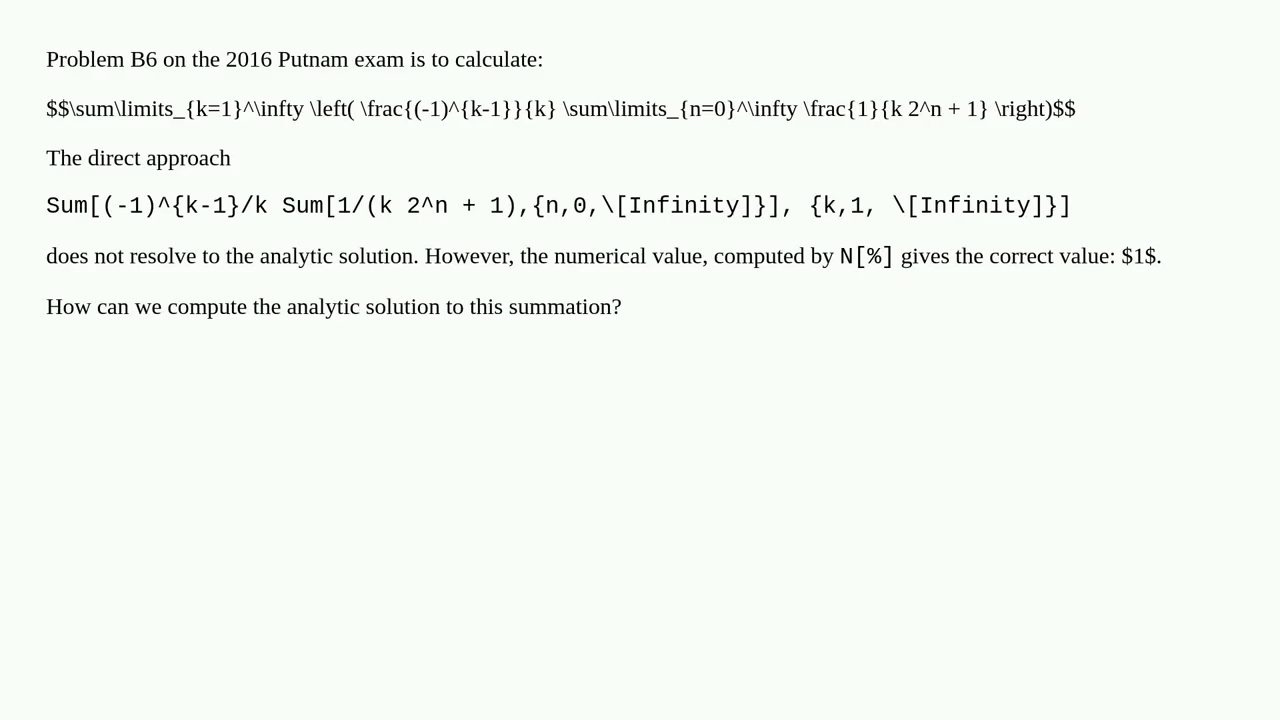 Problem B6 on the 2016 Putnam exam is to calculate:
$$\sum\limits_{k=1}^\infty \left( \frac{(-1)^{k-1}}{k} \sum\limits_{n=0}^\infty \frac{1}{k 2^n + 1} \right)$$
The direct approach
Sum[(-1)^{k-1}/k Sum[1/(k 2^n + 1),{n,0,\[Infinity]}], {k,1, \[Infinity]}]
does not resolve to the analytic solution. However, the numerical value, computed by N[%] gives the correct value: $1$.
How can we compute the analytic solution to this summation?